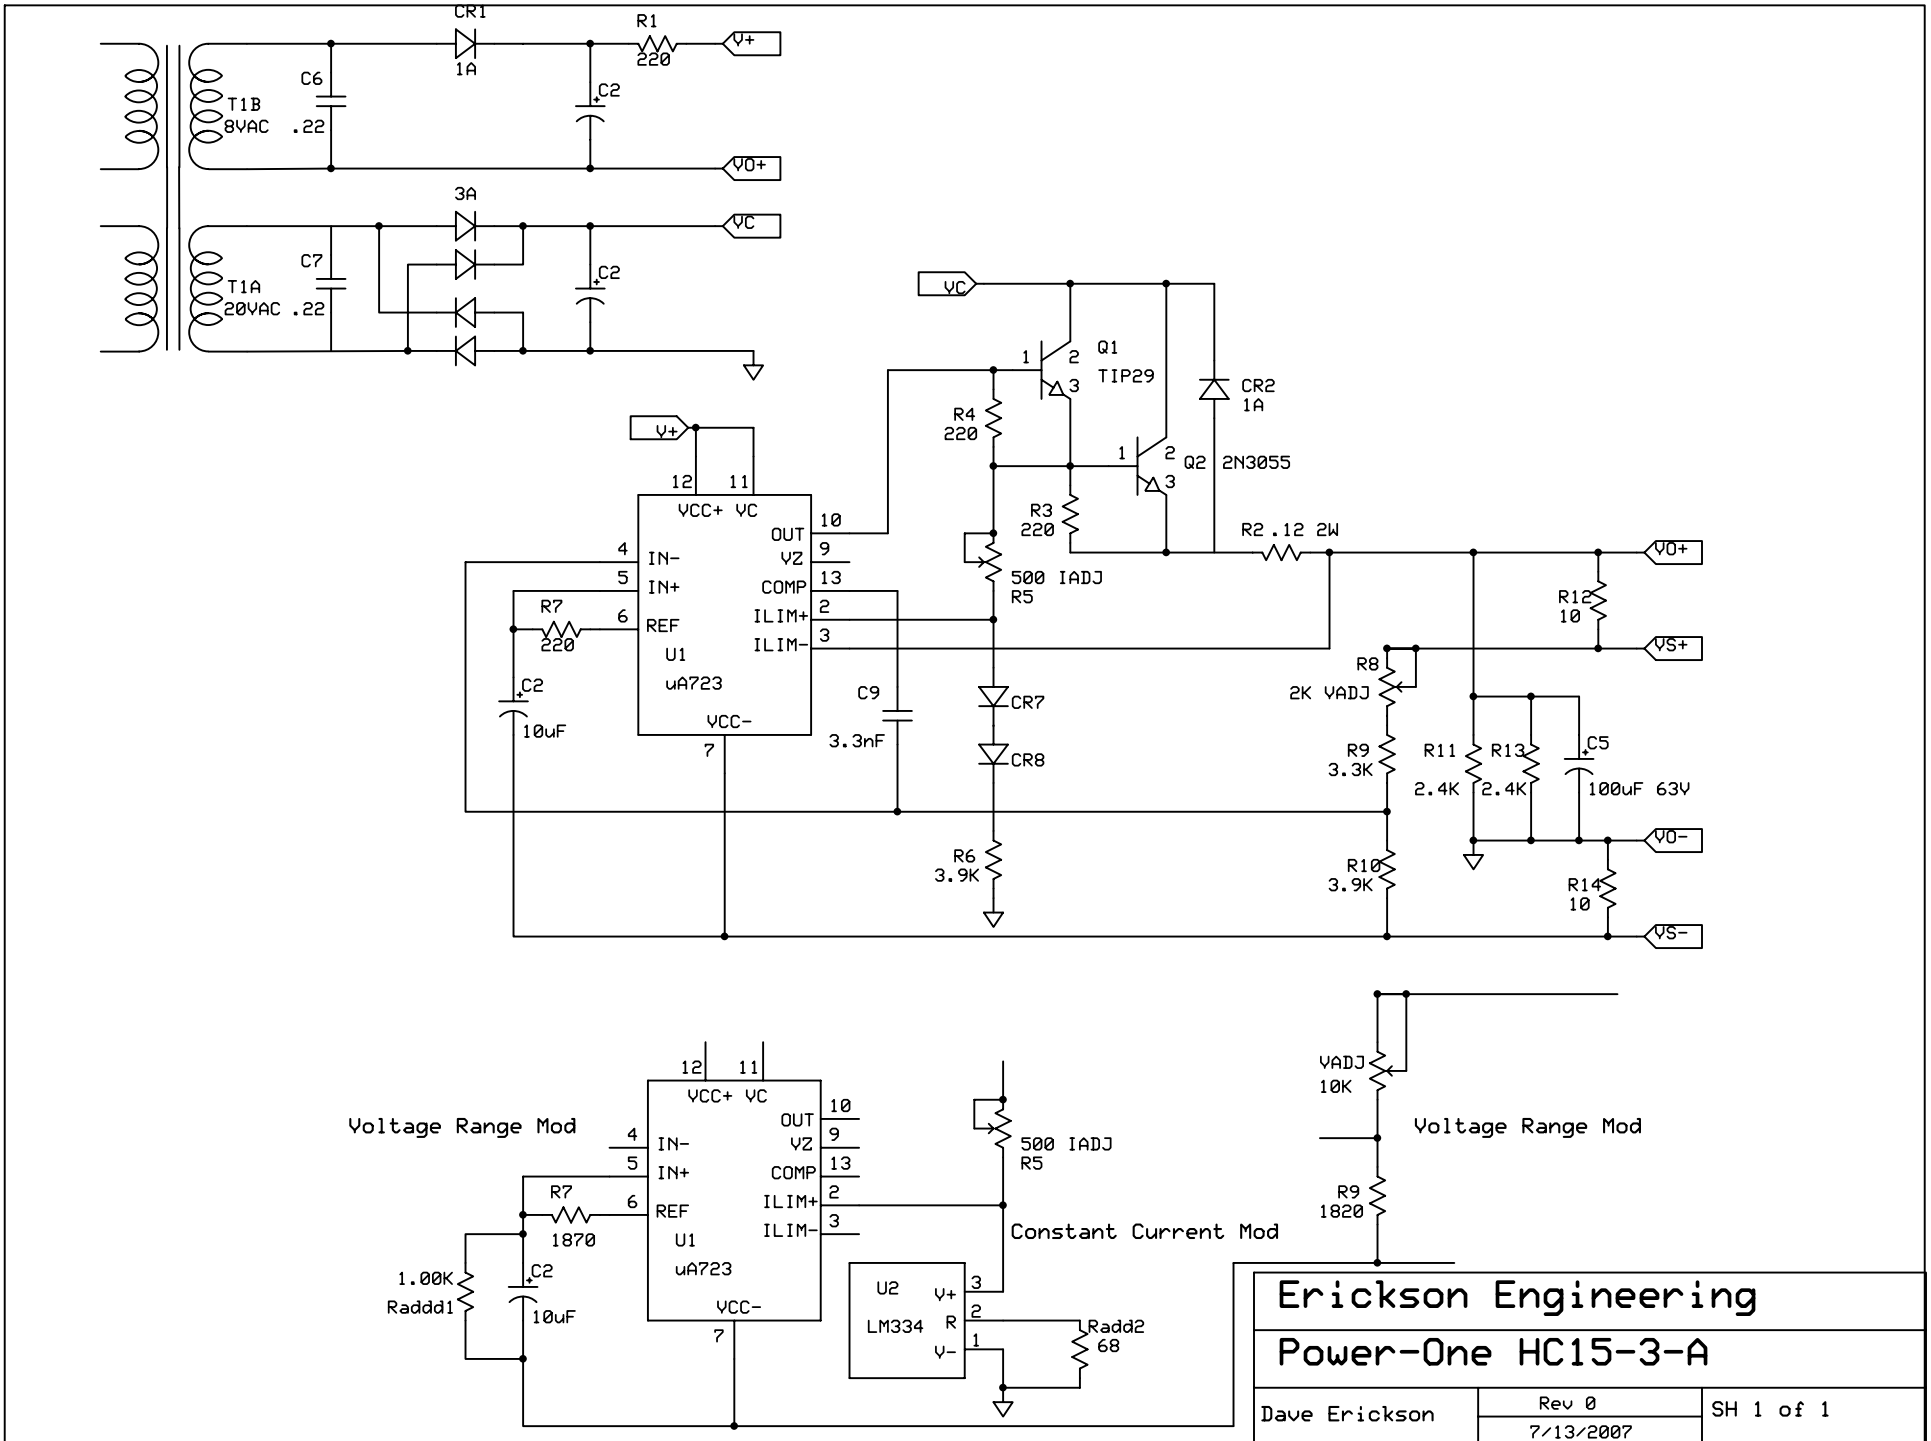 CR1
1A
R1
220
V+
C6
.22
C2
T1B
8VAC
VO+
3A
VC
C7
.22
C2
T1A
20VAC
VC
Q1
TIP29
1
2
3
R4
220
CR2
1A
1
2
3
Q2 2N3055
R3
220
R2 .12 2W
V+
12
11
VCC+ VC
OUT
10
VZ
9
COMP
13
ILIM+
2
ILIM-
3
4
IN-
5
IN+
6
REF
U1
uA723
VCC-
7
R7
220
C2
10uF
500 IADJ
R5
C9
3.3nF
CR7
CR8
R6
3.9K
VO+
R12
10
VS+
R8
2K VADJ
R9
3.3K
R11
2.4K
R13
2.4K
C5
100uF 63V
VO-
R10
3.9K
R14
10
VS-
Voltage Range Mod
12
11
VCC+ VC
OUT
10
VZ
9
COMP
13
ILIM+
2
ILIM-
3
4
IN-
5
IN+
6
REF
U1
uA723
VCC-
7
R7
1870
1.00K
Raddd1
C2
10uF
500 IADJ
R5
Constant Current Mod
U2
LM334
V+
3
R
2
V-
1
Radd2
68
VADJ
10K
Voltage Range Mod
R9
1820
Erickson Engineering
Power-One HC15-3-A
Dave Erickson
Rev 0
7/13/2007
SH 1 of 1